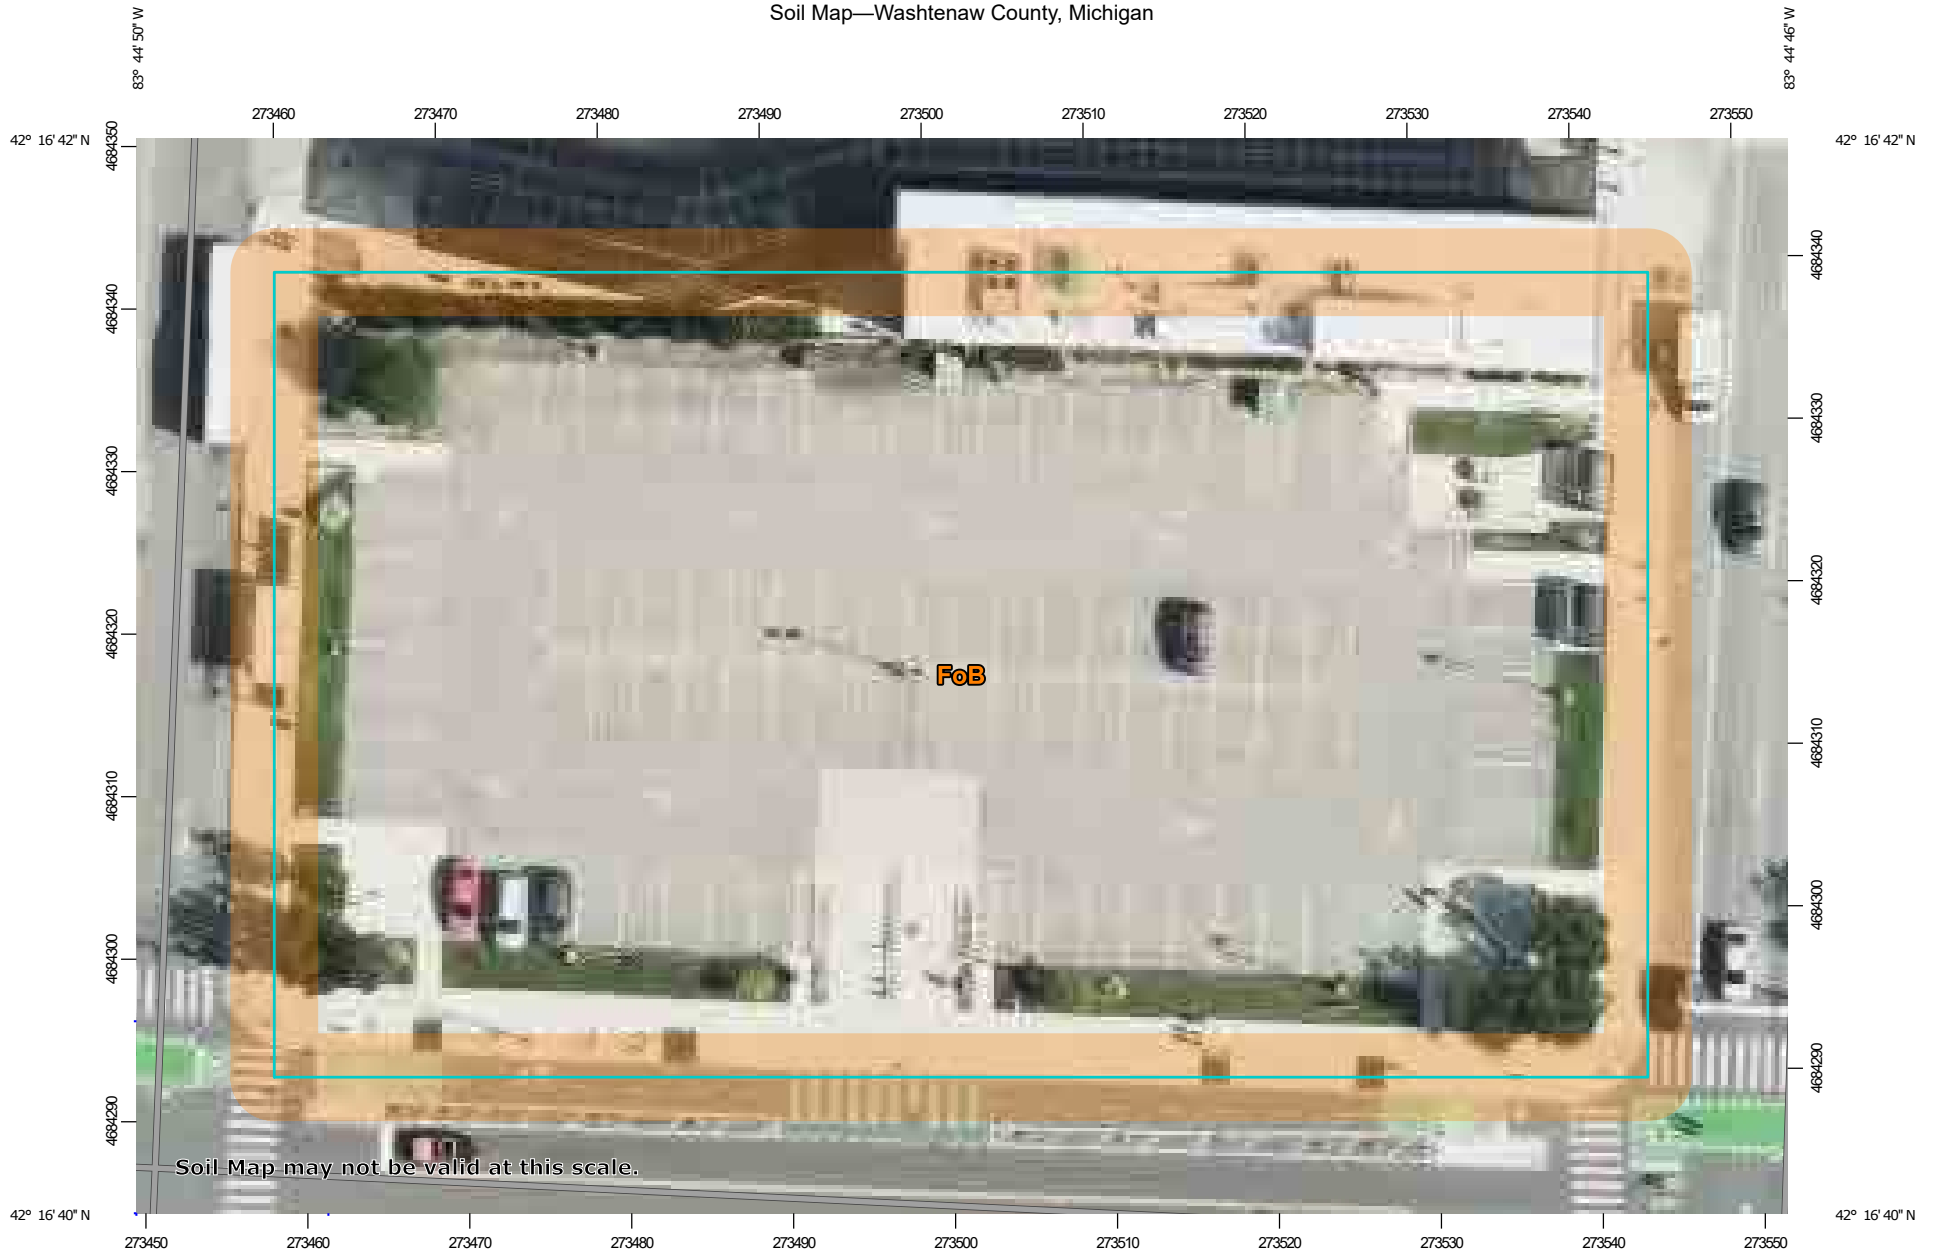 Soil Map—Washtenaw County, Michigan
83° 44' 50" W
83° 44' 46" W
273460 273470 273480 273490 273500 273510 273520 273530 273540 273550
42° 16' 42" N
42° 16' 42" N
4684350
4684340
4684330
4684320
4684310
4684300
4684290
4684340
4684330
4684320
4684310
4684300
4684290
FoB
Soil Map may not be valid at this scale.
42° 16' 40" N
42° 16' 40" N
273450 273460 273470 273480 273490 273500 273510 273520 273530 273540 273550